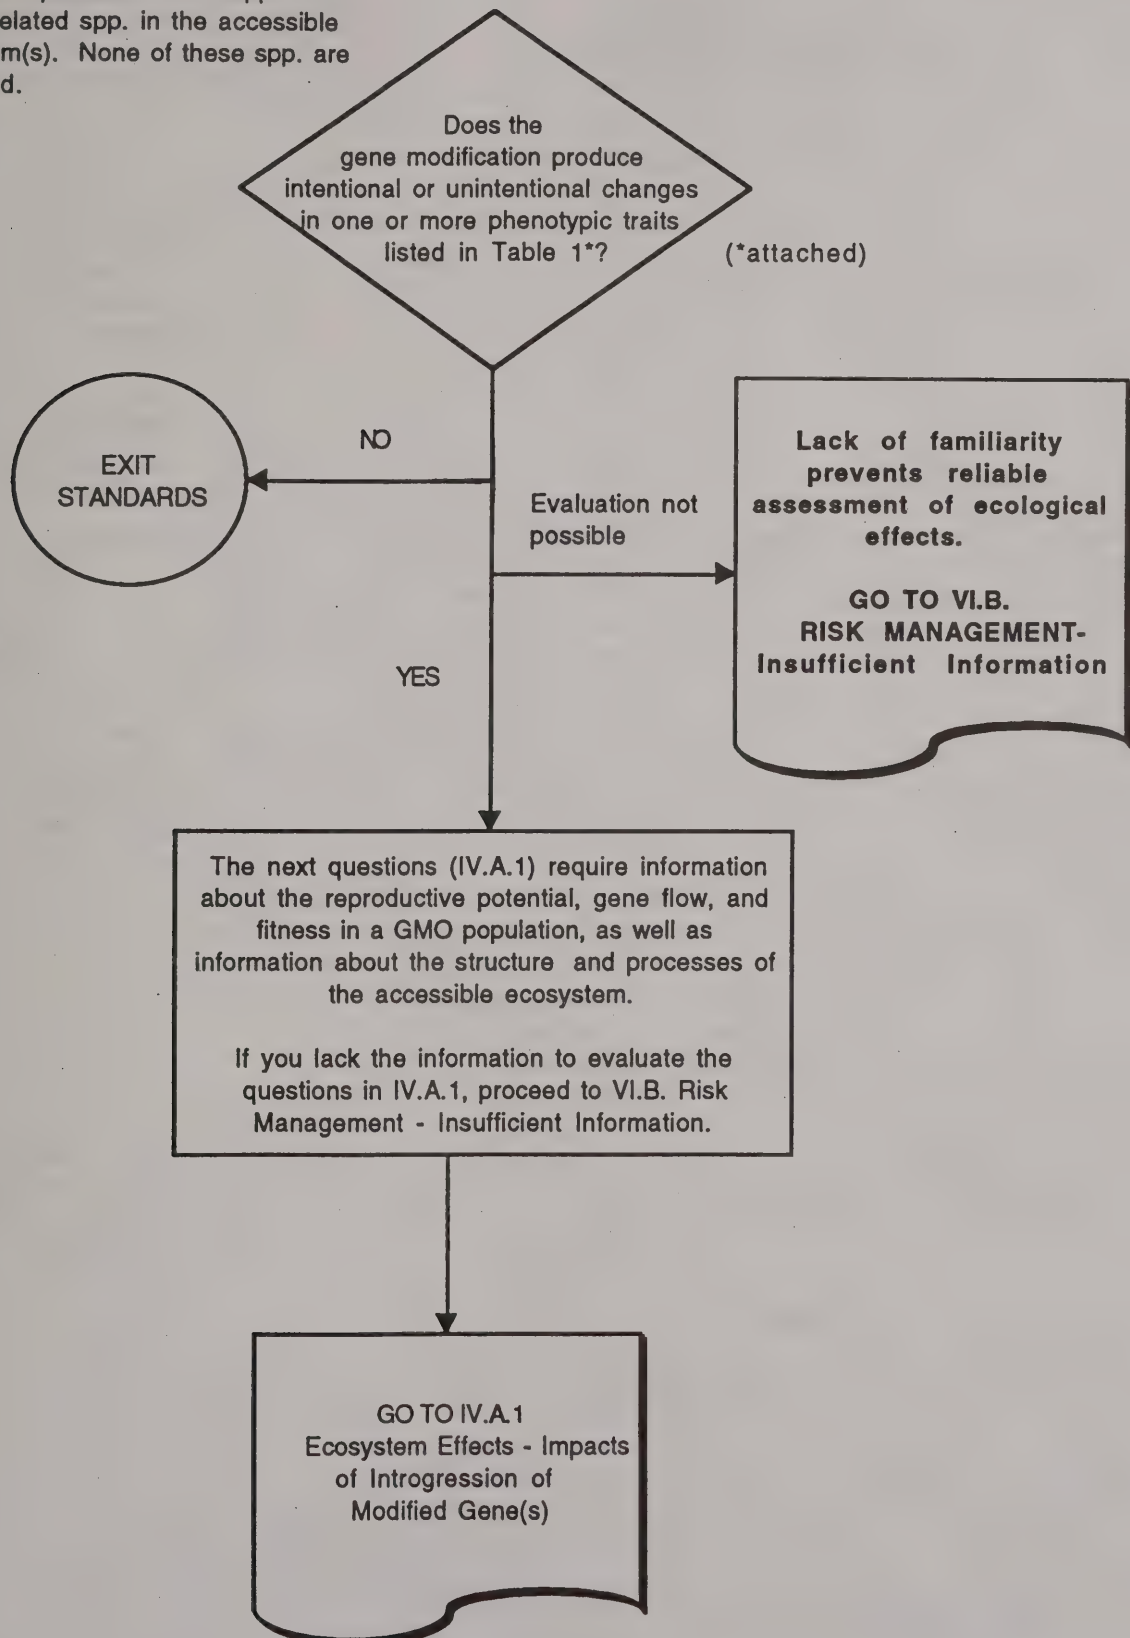 elated spp. in the accessible
m(s). None of these spp. are
d.
Does the
gene modification produce
intentional or unintentional changes
in one or more phenotypic traits
listed in Table 1*?
(*attached)
NO
EXIT
STANDARDS
Evaluation not
possible
Lack of familiarity
prevents reliable
assessment of ecological
effects.
GO TO VI.B.
RISK MANAGEMENT-
Insufficient Information
YES
The next questions (IV.A.1) require information
about the reproductive potential, gene flow, and
fitness in a GMO population, as well as
information about the structure and processes of
the accessible ecosystem.
If you lack the information to evaluate the
questions in IV.A.1, proceed to VI.B. Risk
Management - Insufficient Information.
GO TO IV.A.1
Ecosystem Effects - Impacts
of Introgression of
Modified Gene(s)